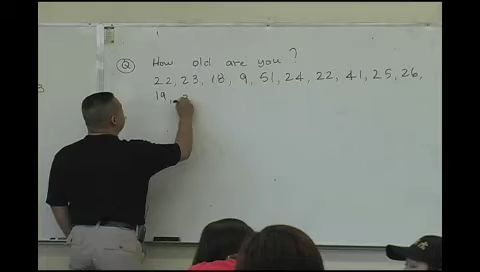 Q How old are you?
22, 23, 18, 9, 51, 24, 22, 41, 25, 26,
19,